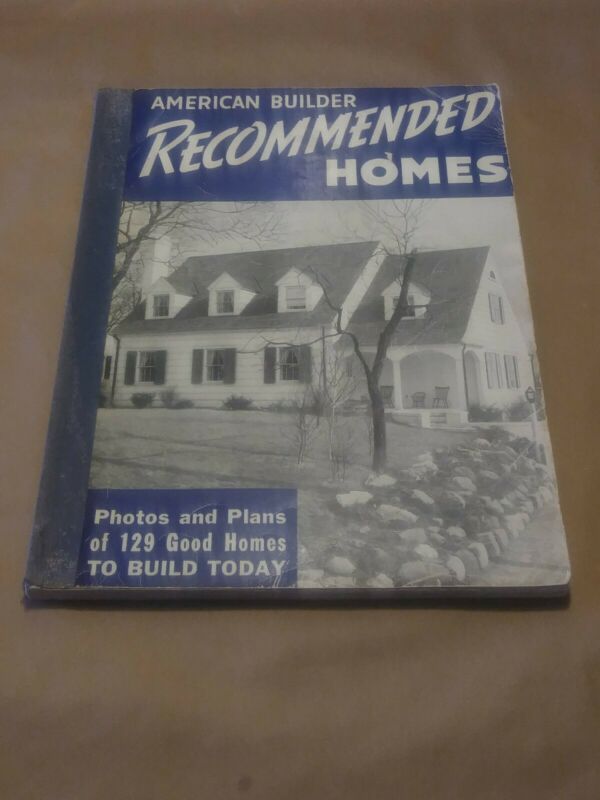 AMERICAN BUILDER
RECOMMENDED
HOMES
Photos and Plans
of 129 Good Homes
TO BUILD TODAY